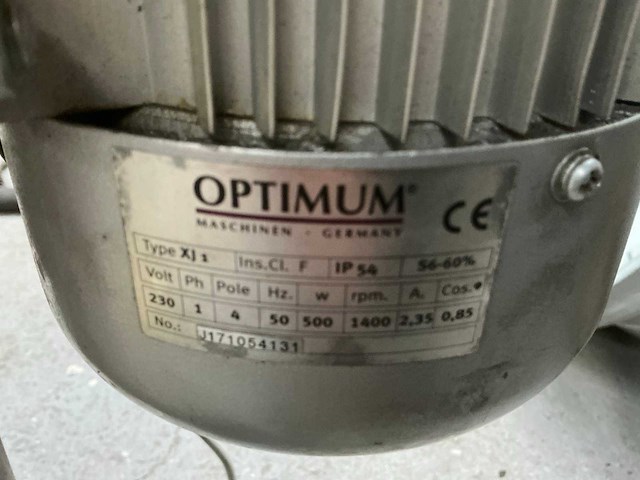 OPTIMUM®
MASCHINEN - GERMANY
CE
Type XJ 1 Ins.Cl. F IP 54 S6-60%
Volt Ph Pole Hz. w rpm. A. Cos.
230 1 4 50 500 1400 2,35 0,85
No.: J171054131